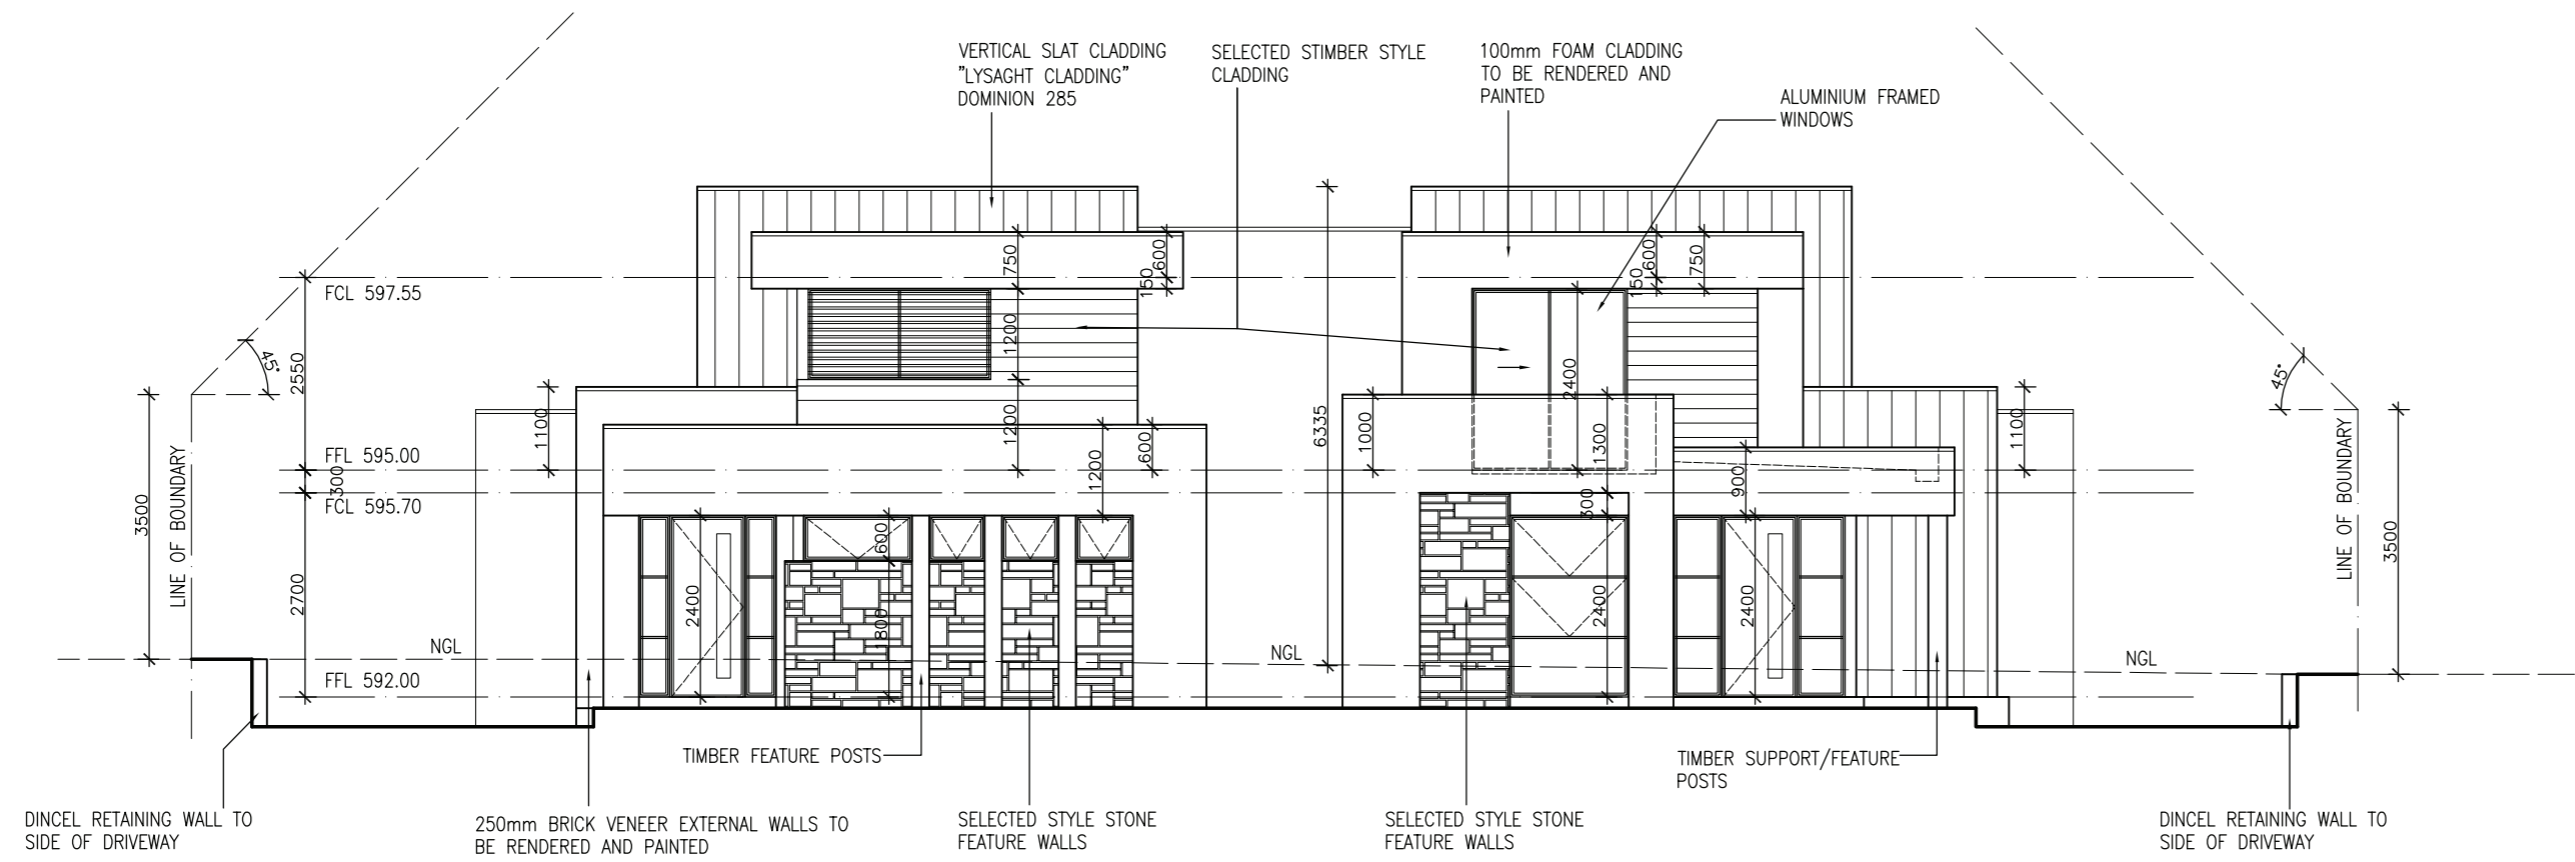 VERTICAL SLAT CLADDING
"LYSAGHT CLADDING"
DOMINION 285
SELECTED STIMBER STYLE
CLADDING
100mm FOAM CLADDING
TO BE RENDERED AND
PAINTED
ALUMINIUM FRAMED
WINDOWS
750
150
600
150
600
750
FCL 597.55
45°
2550
1200
1200
1100
6335
2400
45°
1100
3500
LINE OF BOUNDARY
FFL 595.00
300
FCL 595.70
1200
600
1000
1300
300
900
LINE OF BOUNDARY
3500
2700
2400
600
1800
2400
2400
NGL
NGL
NGL
FFL 592.00
TIMBER FEATURE POSTS
TIMBER SUPPORT/FEATURE
POSTS
DINCEL RETAINING WALL TO
SIDE OF DRIVEWAY
250mm BRICK VENEER EXTERNAL WALLS TO
BE RENDERED AND PAINTED
SELECTED STYLE STONE
FEATURE WALLS
SELECTED STYLE STONE
FEATURE WALLS
DINCEL RETAINING WALL TO
SIDE OF DRIVEWAY